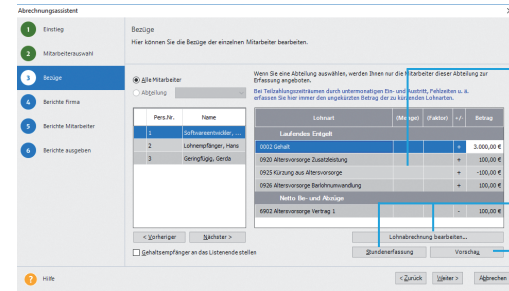 Abrechnungsassistent
1 Einstieg
2 Mitarbeiterauswahl
3 Bezüge
4 Berichte Firma
5 Berichte Mitarbeiter
6 Berichte ausgeben
Bezüge
Hier können Sie die Bezüge der einzelnen Mitarbeiter bearbeiten.
Alle Mitarbeiter
Abteilung
Wenn Sie eine Abteilung auswählen, werden Ihnen nur die Mitarbeiter dieser Abteilung zur
Erfassung angeboten.
Bei Teilzahlungszeiträumen durch untermonatigen Ein- und Austritt, Fehlzeiten u. ä.
erfassen Sie hier immer den ungekürzten Betrag der zu kürzenden Lohnarten.
Pers.Nr. Name
1 Softwareentwickler, ...
2 Lohnempfänger, Hans
3 Geringfügig, Gerda
Lohnart (Menge) (Faktor) +/- Betrag
Laufendes Entgelt
0002 Gehalt + 3.000,00 €
0920 Altersvorsorge Zusatzleistung + 100,00 €
0925 Kürzung aus Altersvorsorge -100,00 €
0926 Altersvorsorge Barlohnumwandlung + 100,00 €
Netto Be- und Abzüge
6902 Altersvorsorge Vertrag 1 - 100,00 €
< Vorheriger Nächster >
Lohnabrechnung bearbeiten...
Gehaltsempfänger an das Listenende stellen
Stundenerfassung Vorschau
? Hilfe
< Zurück Weiter > Abbrechen